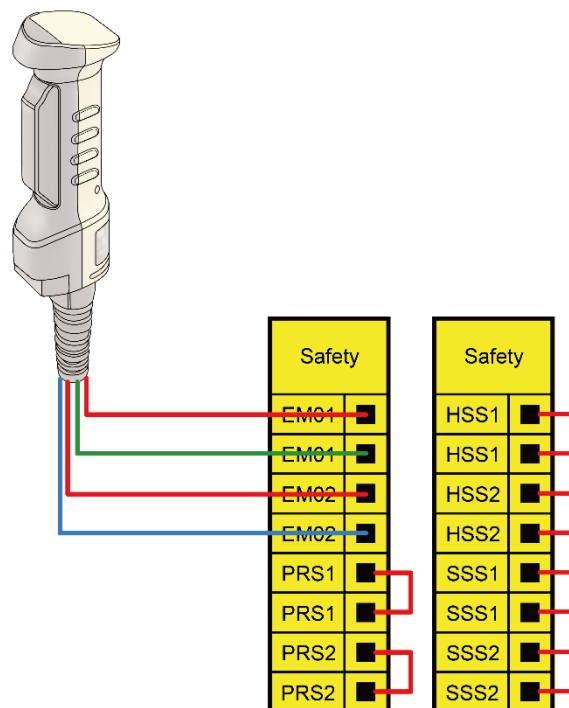 Safety
EM01
EM01
EM02
EM02
PRS1
PRS1
PRS2
PRS2
Safety
HSS1
HSS1
HSS2
HSS2
SSS1
SSS1
SSS2
SSS2